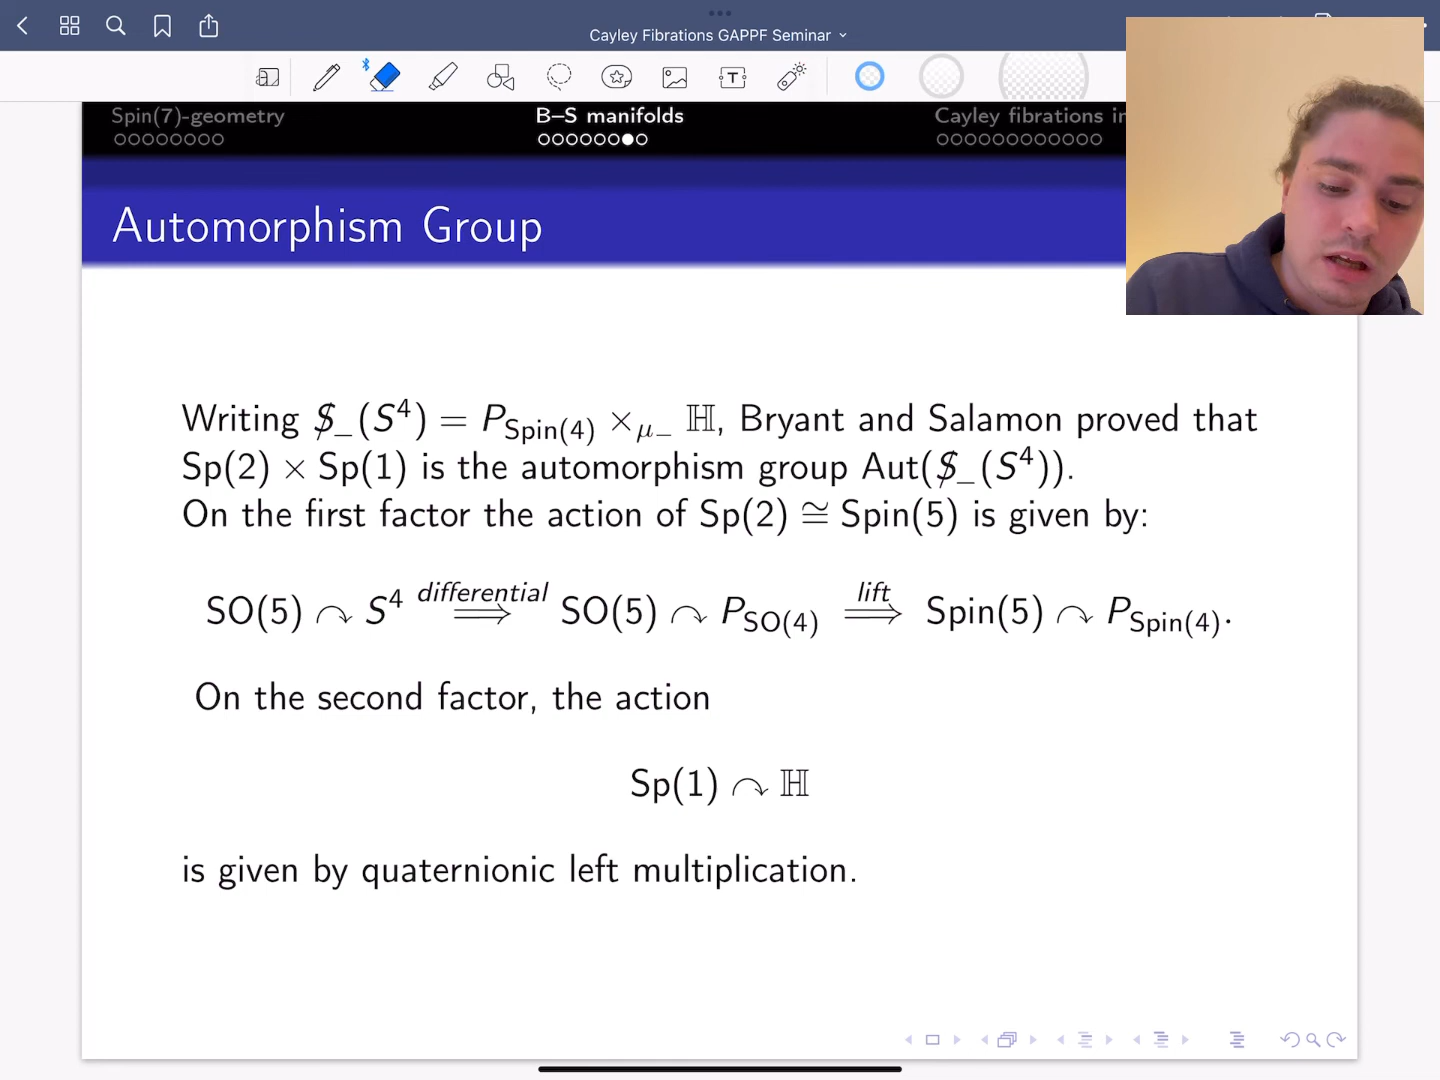 Cayley Fibrations GAPPF Seminar
Spin(7)-geometry B–S manifolds Cayley fibrations in
Automorphism Group
Writing $̸_−(S⁴) = P_Spin(4) ×_μ₋ ℍ, Bryant and Salamon proved that
Sp(2) × Sp(1) is the automorphism group Aut($̸_−(S⁴)).
On the first factor the action of Sp(2) ≅ Spin(5) is given by:
SO(5) ↷ S⁴ differential ⟹ SO(5) ↷ P_SO(4) lift ⟹ Spin(5) ↷ P_Spin(4).
On the second factor, the action
Sp(1) ↷ ℍ
is given by quaternionic left multiplication.